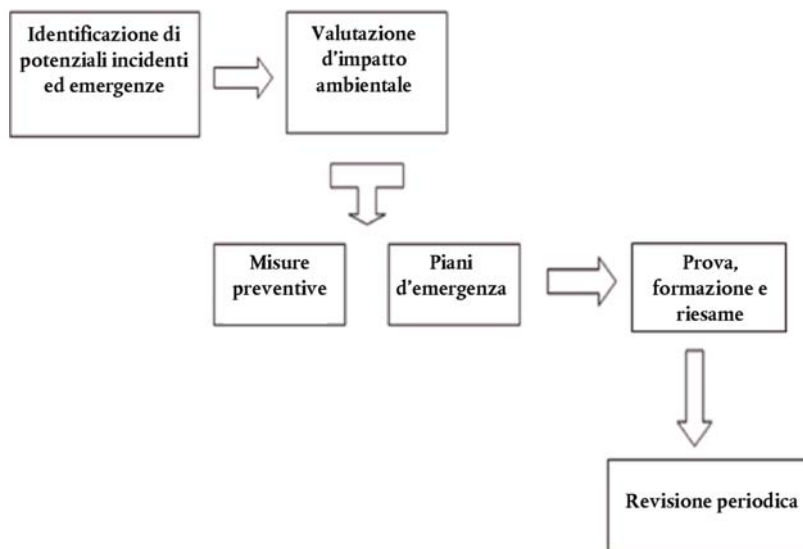 Identificazione di
potenziali incidenti
ed emergenze
Valutazione
d'impatto
ambientale
Misure
preventive
Piani
d'emergenza
Prova,
formazione e
riesame
Revisione periodica